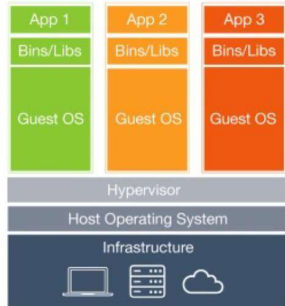 App 1 App 2 App 3
Bins/Libs Bins/Libs Bins/Libs
Guest OS Guest OS Guest OS
Hypervisor
Host Operating System
Infrastructure